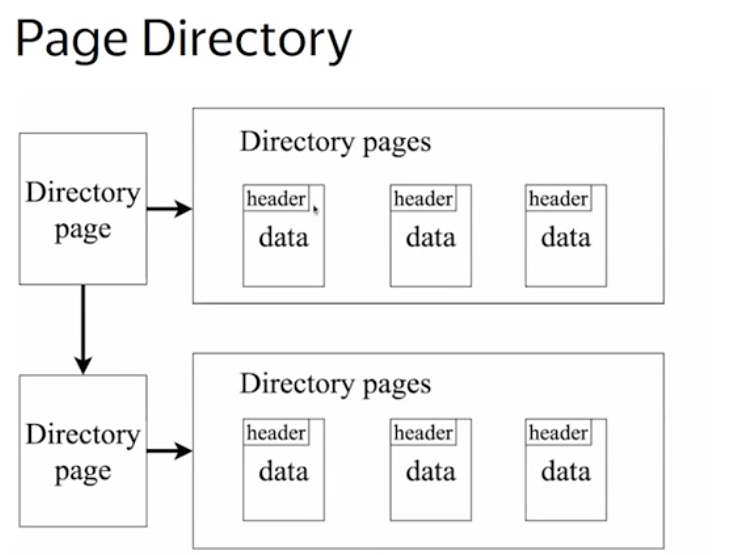 Page Directory
Directory pages
Directory
page
header
header
header
data
data
data
Directory pages
Directory
page
header
header
header
data
data
data